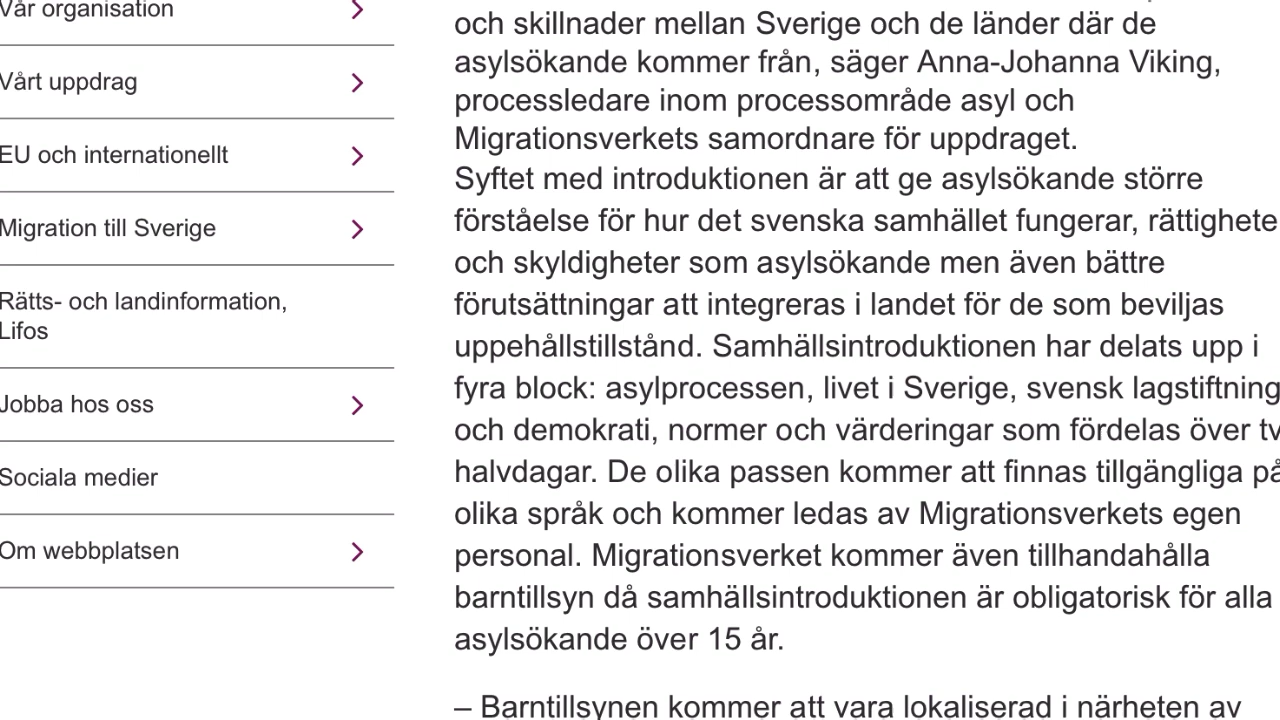 Vår organisation
Vårt uppdrag
EU och internationellt
Migration till Sverige
Rätts- och landinformation,
Lifos
Jobba hos oss
Sociala medier
Om webbplatsen
och skillnader mellan Sverige och de länder där de
asylsökande kommer från, säger Anna-Johanna Viking,
processledare inom processområde asyl och
Migrationsverkets samordnare för uppdraget.
Syftet med introduktionen är att ge asylsökande större
förståelse för hur det svenska samhället fungerar, rättighete
och skyldigheter som asylsökande men även bättre
förutsättningar att integreras i landet för de som beviljas
uppehållstillstånd. Samhällsintroduktionen har delats upp i
fyra block: asylprocessen, livet i Sverige, svensk lagstiftning
och demokrati, normer och värderingar som fördelas över tv
halvdagar. De olika passen kommer att finnas tillgängliga på
olika språk och kommer ledas av Migrationsverkets egen
personal. Migrationsverket kommer även tillhandahålla
barntillsyn då samhällsintroduktionen är obligatorisk för alla
asylsökande över 15 år.
– Barntillsynen kommer att vara lokaliserad i närheten av